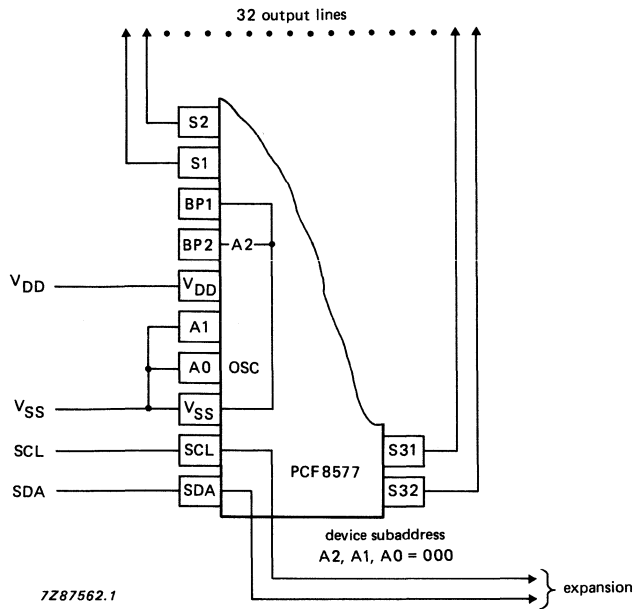 32 output lines
S2
S1
BP1
BP2 A2
VDD VDD
A1
A0 OSC
VSS VSS
SCL SCL S31
PCF8577
SDA SDA S32
device subaddress
A2, A1, A0 = 000
expansion
7Z87562.1